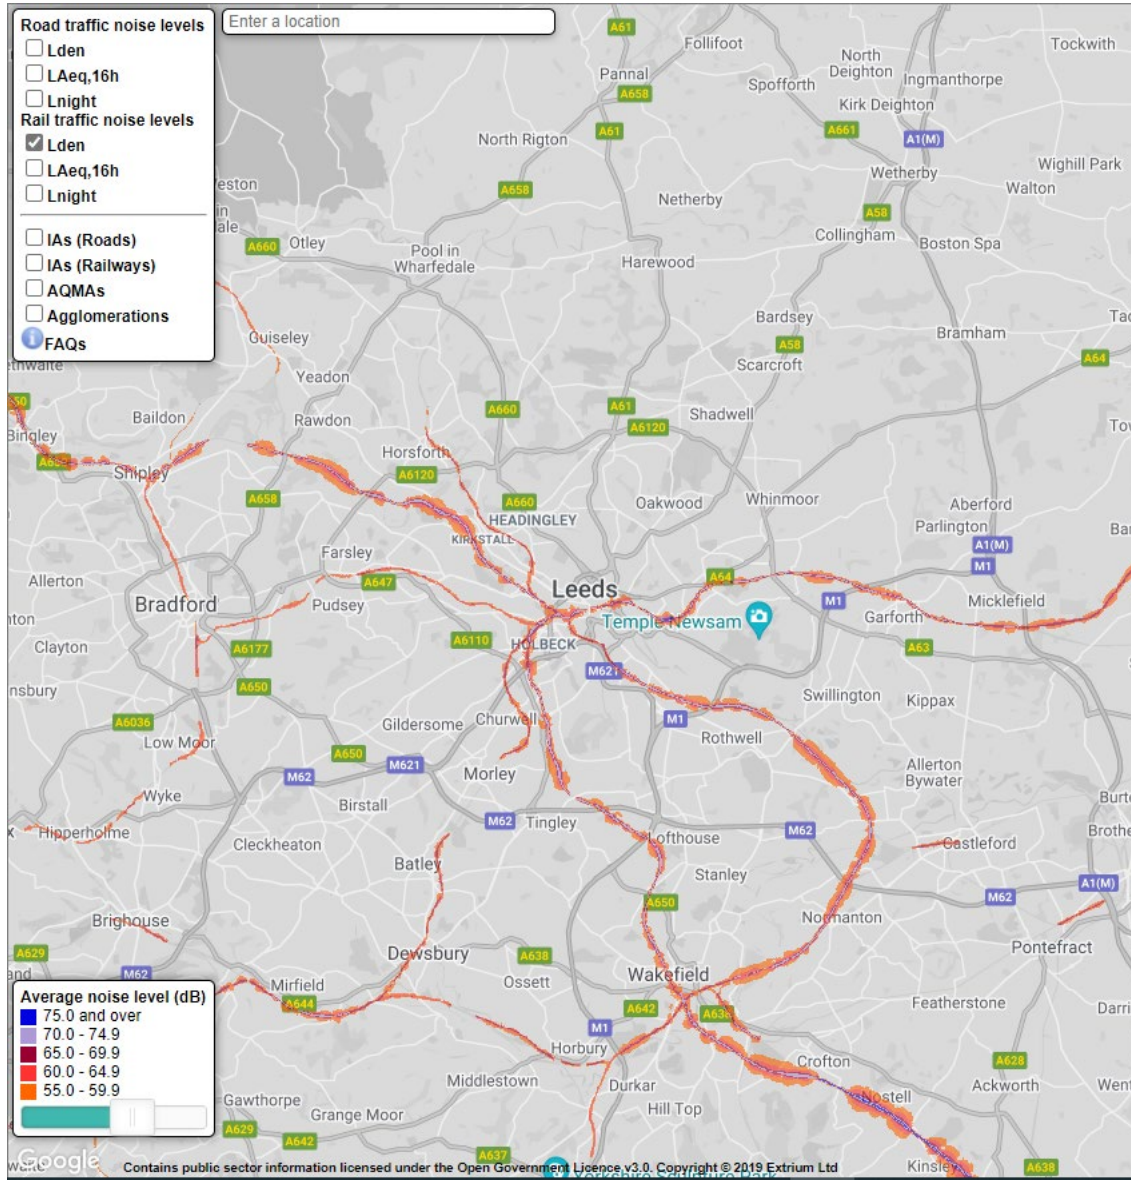 Road traffic noise levels
Lden
LAeq,16h
Lnight
Rail traffic noise levels
Lden
LAeq,16h
Lnight
IAs (Roads)
IAs (Railways)
AQMAs
Agglomerations
FAQs
Enter a location
A61
Follifoot
Tockwith
North
Deighton
Ingmanthorpe
Pannal
Spofforth
A658
Kirk Deighton
A61
A661
A1(M)
North Rigton
Wighill Park
Wetherby
Walton
A658
Netherby
A58
Collingham
Boston Spa
A660
Otley
Pool in
Wharfedale
Harewood
Bardsey
Bramham
Guiseley
A58
A64
Scarcroft
Yeadon
Baildon
Rawdon
A660
A61
Shadwell
A6120
Bingley
Horsforth
Shipley
A6120
A658
A660
Oakwood
Whinmoor
Aberford
HEADINGLEY
Parlington
KIRKSTALL
A1(M)
Farsley
M1
Allerton
A647
Leeds
A64
Bradford
Pudsey
M1
Micklefield
Garforth
Temple Newsam
Clayton
A6177
A6110
HOLBECK
A63
M621
A650
Swillington
Kippax
A6036
Gildersome
Churwell
M1
Rothwell
Low Moor
A650
M621
Morley
Allerton
Bywater
M62
Wyke
Birstall
M62
Tingley
Lofthouse
M62
Hipperholme
Cleckheaton
Castleford
Batley
Stanley
A1(M)
M62
A650
Normanton
Brighouse
Pontefract
A629
Dewsbury
A638
M62
Wakefield
Mirfield
Ossett
A644
A642
Featherstone
M1
Horbury
Crofton
A628
Middlestown
Durkar
Nostell
Ackworth
Gawthorpe
Grange Moor
Hill Top
A629
A642
A637
A638
Average noise level (dB)
75.0 and over
70.0 - 74.9
65.0 - 69.9
60.0 - 64.9
55.0 - 59.9
Google
Contains public sector information licensed under the Open Government Licence v3.0. Copyright © 2019 Extrium Ltd
Yorkshire Sculpture Park